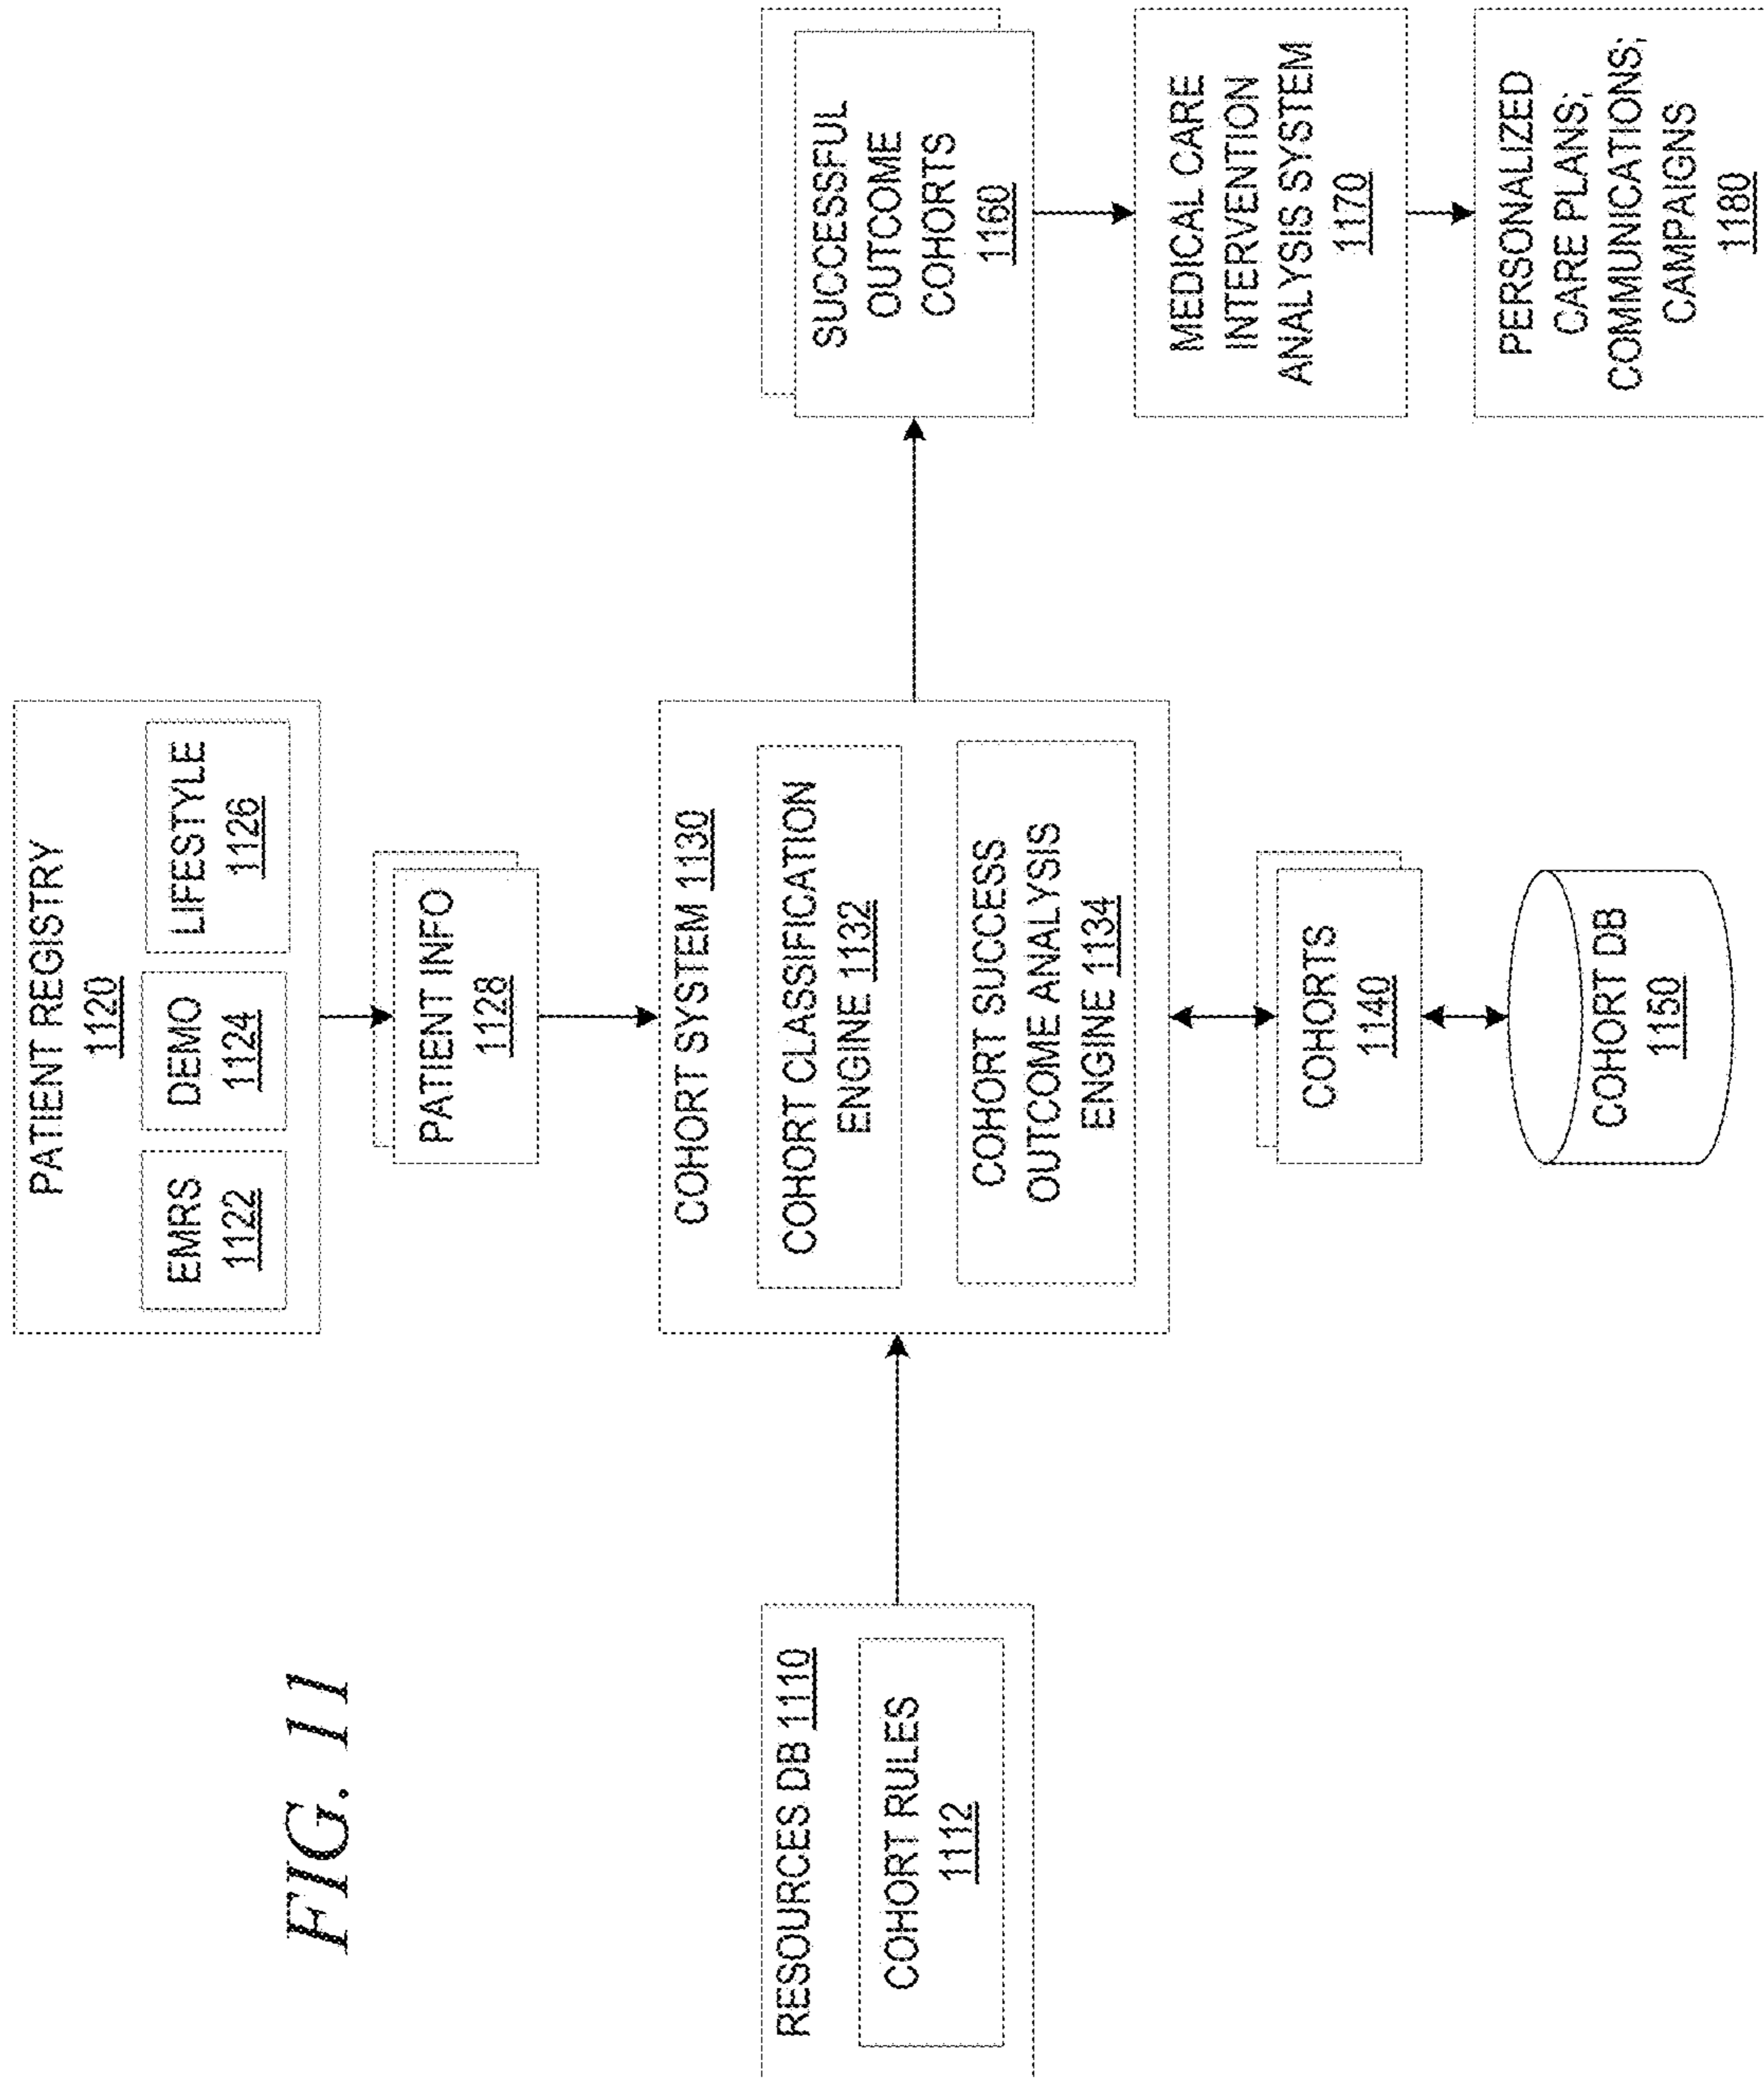 FIG. 11
PATIENT REGISTRY
1120
EMRS
1122
DEMO
1124
LIFESTYLE
1126
PATIENT INFO
1128
RESOURCES DB 1110
COHORT RULES
1112
COHORT SYSTEM 1130
COHORT CLASSIFICATION
ENGINE 1132
COHORT SUCCESS
OUTCOME ANALYSIS
ENGINE 1134
COHORTS
1140
COHORT DB
1150
SUCCESSFUL
OUTCOME
COHORTS
1160
MEDICAL CARE
INTERVENTION
ANALYSIS SYSTEM
1170
PERSONALIZED
CARE PLANS;
COMMUNICATIONS;
CAMPAIGNS
1180